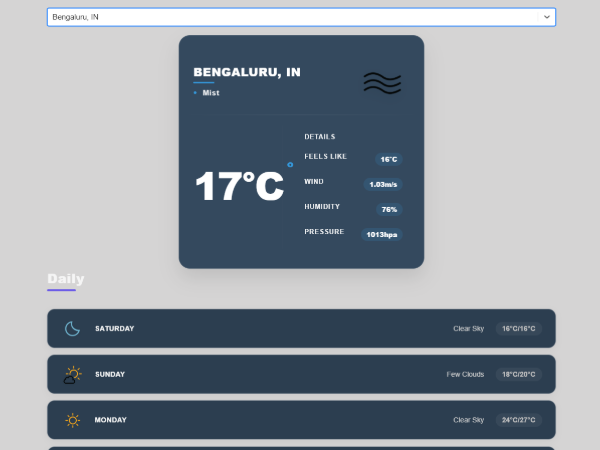 Bengaluru, IN
BENGALURU, IN
Mist
17°C
DETAILS
FEELS LIKE 16°C
WIND 1.03m/s
HUMIDITY 76%
PRESSURE 1013hps
Daily
SATURDAY Clear Sky 16°C/16°C
SUNDAY Few Clouds 18°C/20°C
MONDAY Clear Sky 24°C/27°C